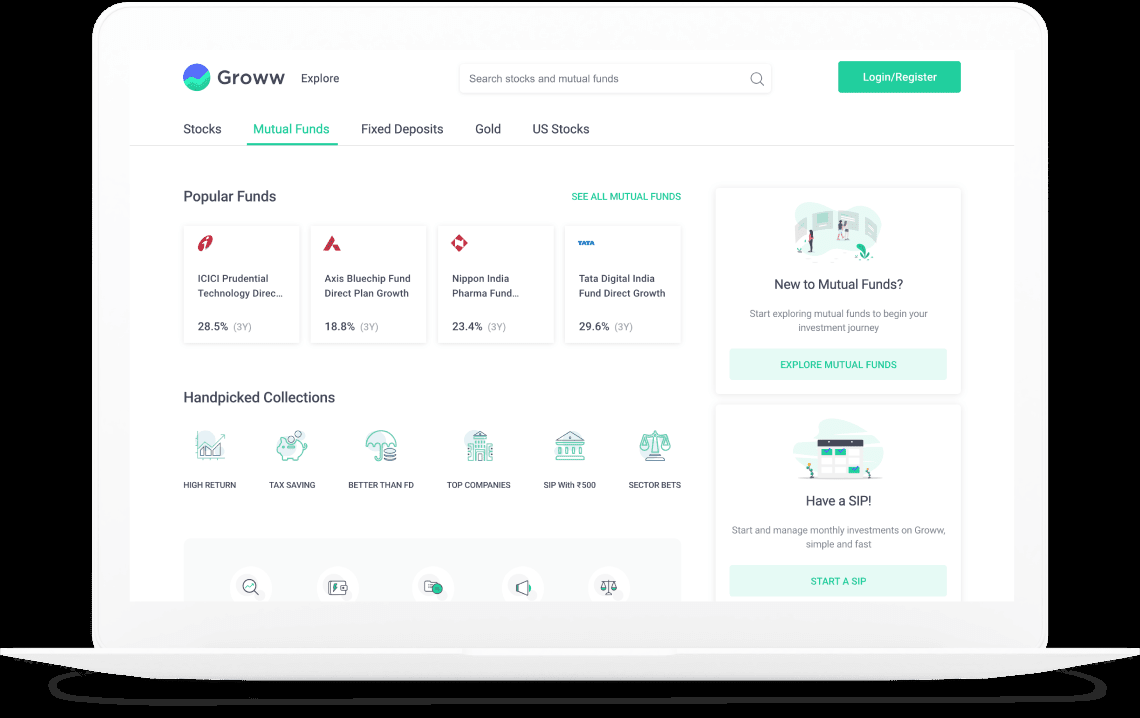 Groww
Explore
Search stocks and mutual funds
Login/Register
Stocks
Mutual Funds
Fixed Deposits
Gold
US Stocks
Popular Funds
SEE ALL MUTUAL FUNDS
ICICI Prudential
Technology Direc...
28.5% (3Y)
Axis Bluechip Fund
Direct Plan Growth
18.8% (3Y)
Nippon India
Pharma Fund...
23.4% (3Y)
TATA
Tata Digital India
Fund Direct Growth
29.6% (3Y)
Handpicked Collections
HIGH RETURN
TAX SAVING
BETTER THAN FD
TOP COMPANIES
SIP With ₹500
SECTOR BETS
New to Mutual Funds?
Start exploring mutual funds to begin your
investment journey
EXPLORE MUTUAL FUNDS
Have a SIP!
Start and manage monthly investments on Groww,
simple and fast
START A SIP